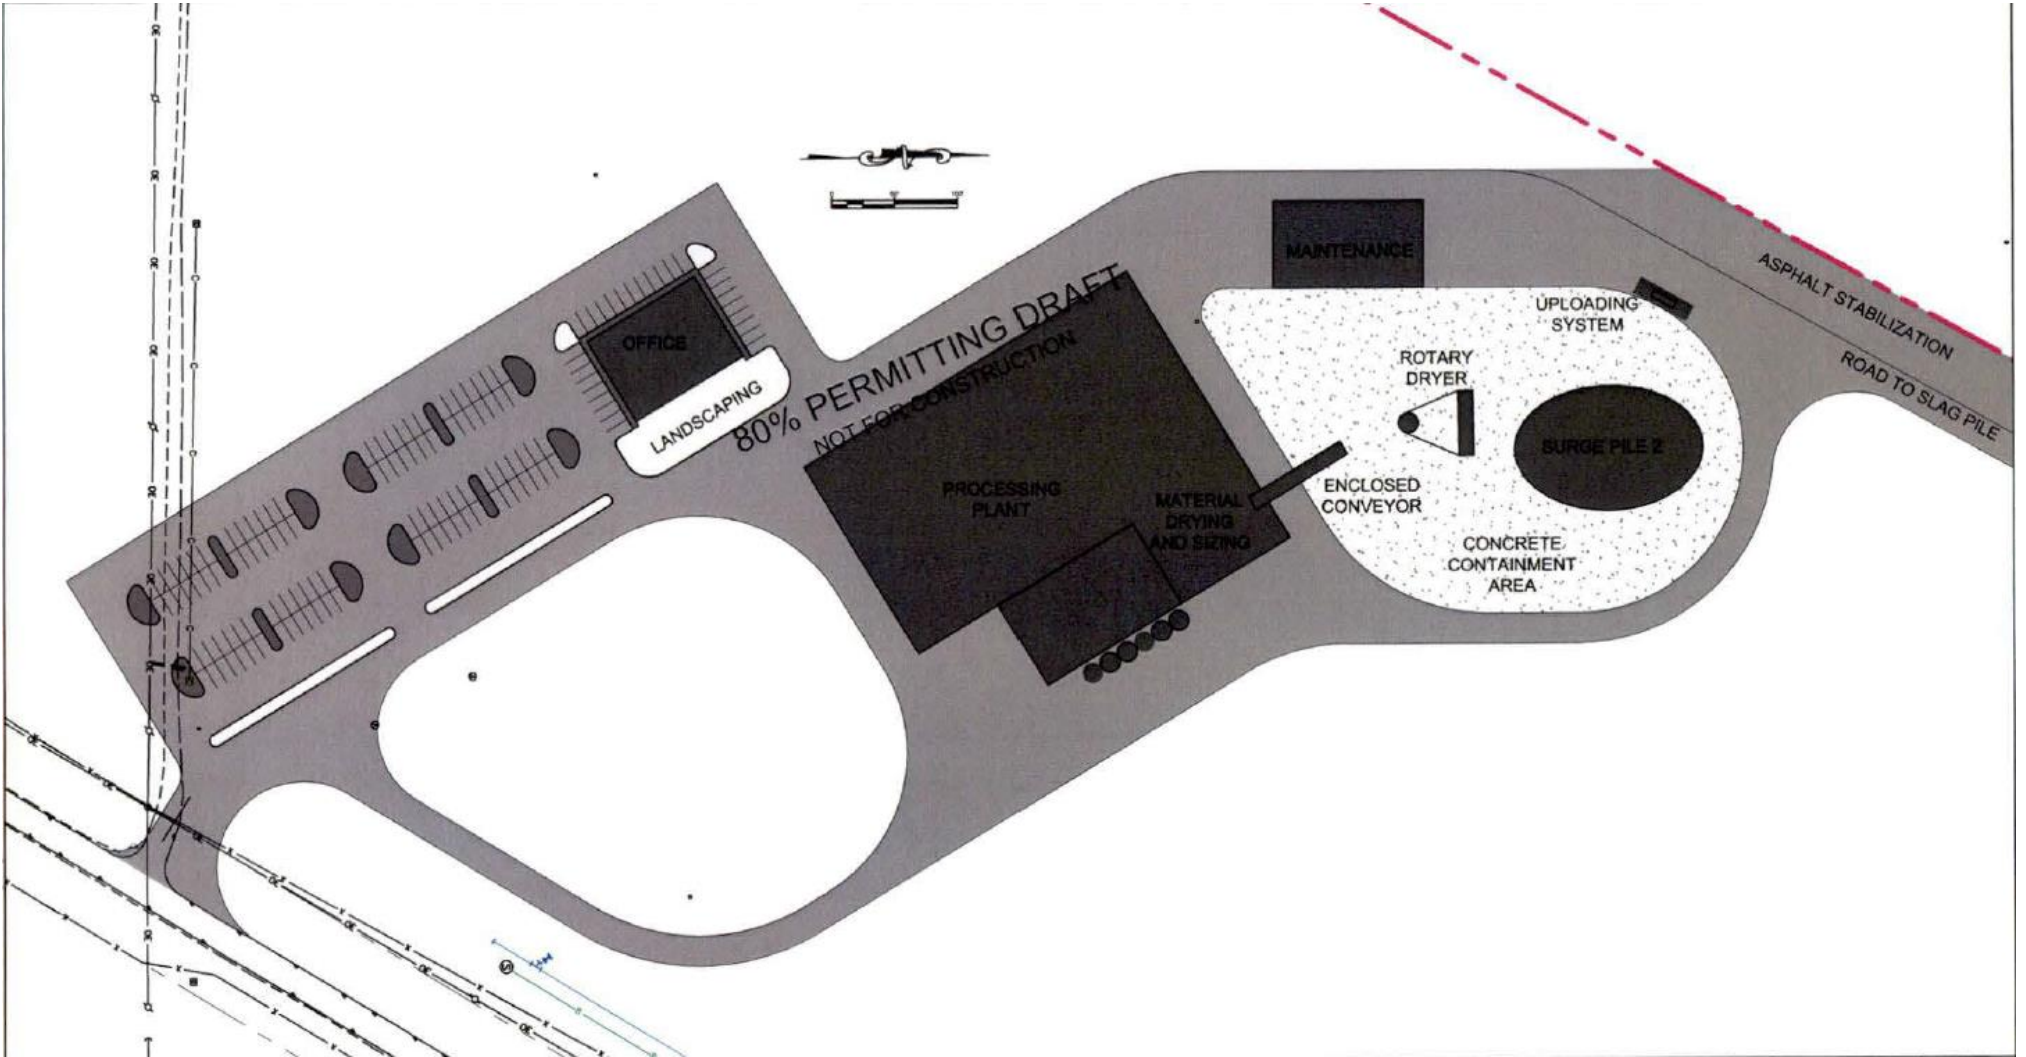 MAINTENANCE
ASPHALT STABILIZATION
ROAD TO SLAG PILE
UPLOADING
SYSTEM
OFFICE
LANDSCAPING
80% PERMITTING DRAFT
NOT FOR CONSTRUCTION
ROTARY
DRYER
SURGE PILE 2
PROCESSING
PLANT
MATERIAL
DRYING
AND SIZING
ENCLOSED
CONVEYOR
CONCRETE
CONTAINMENT
AREA